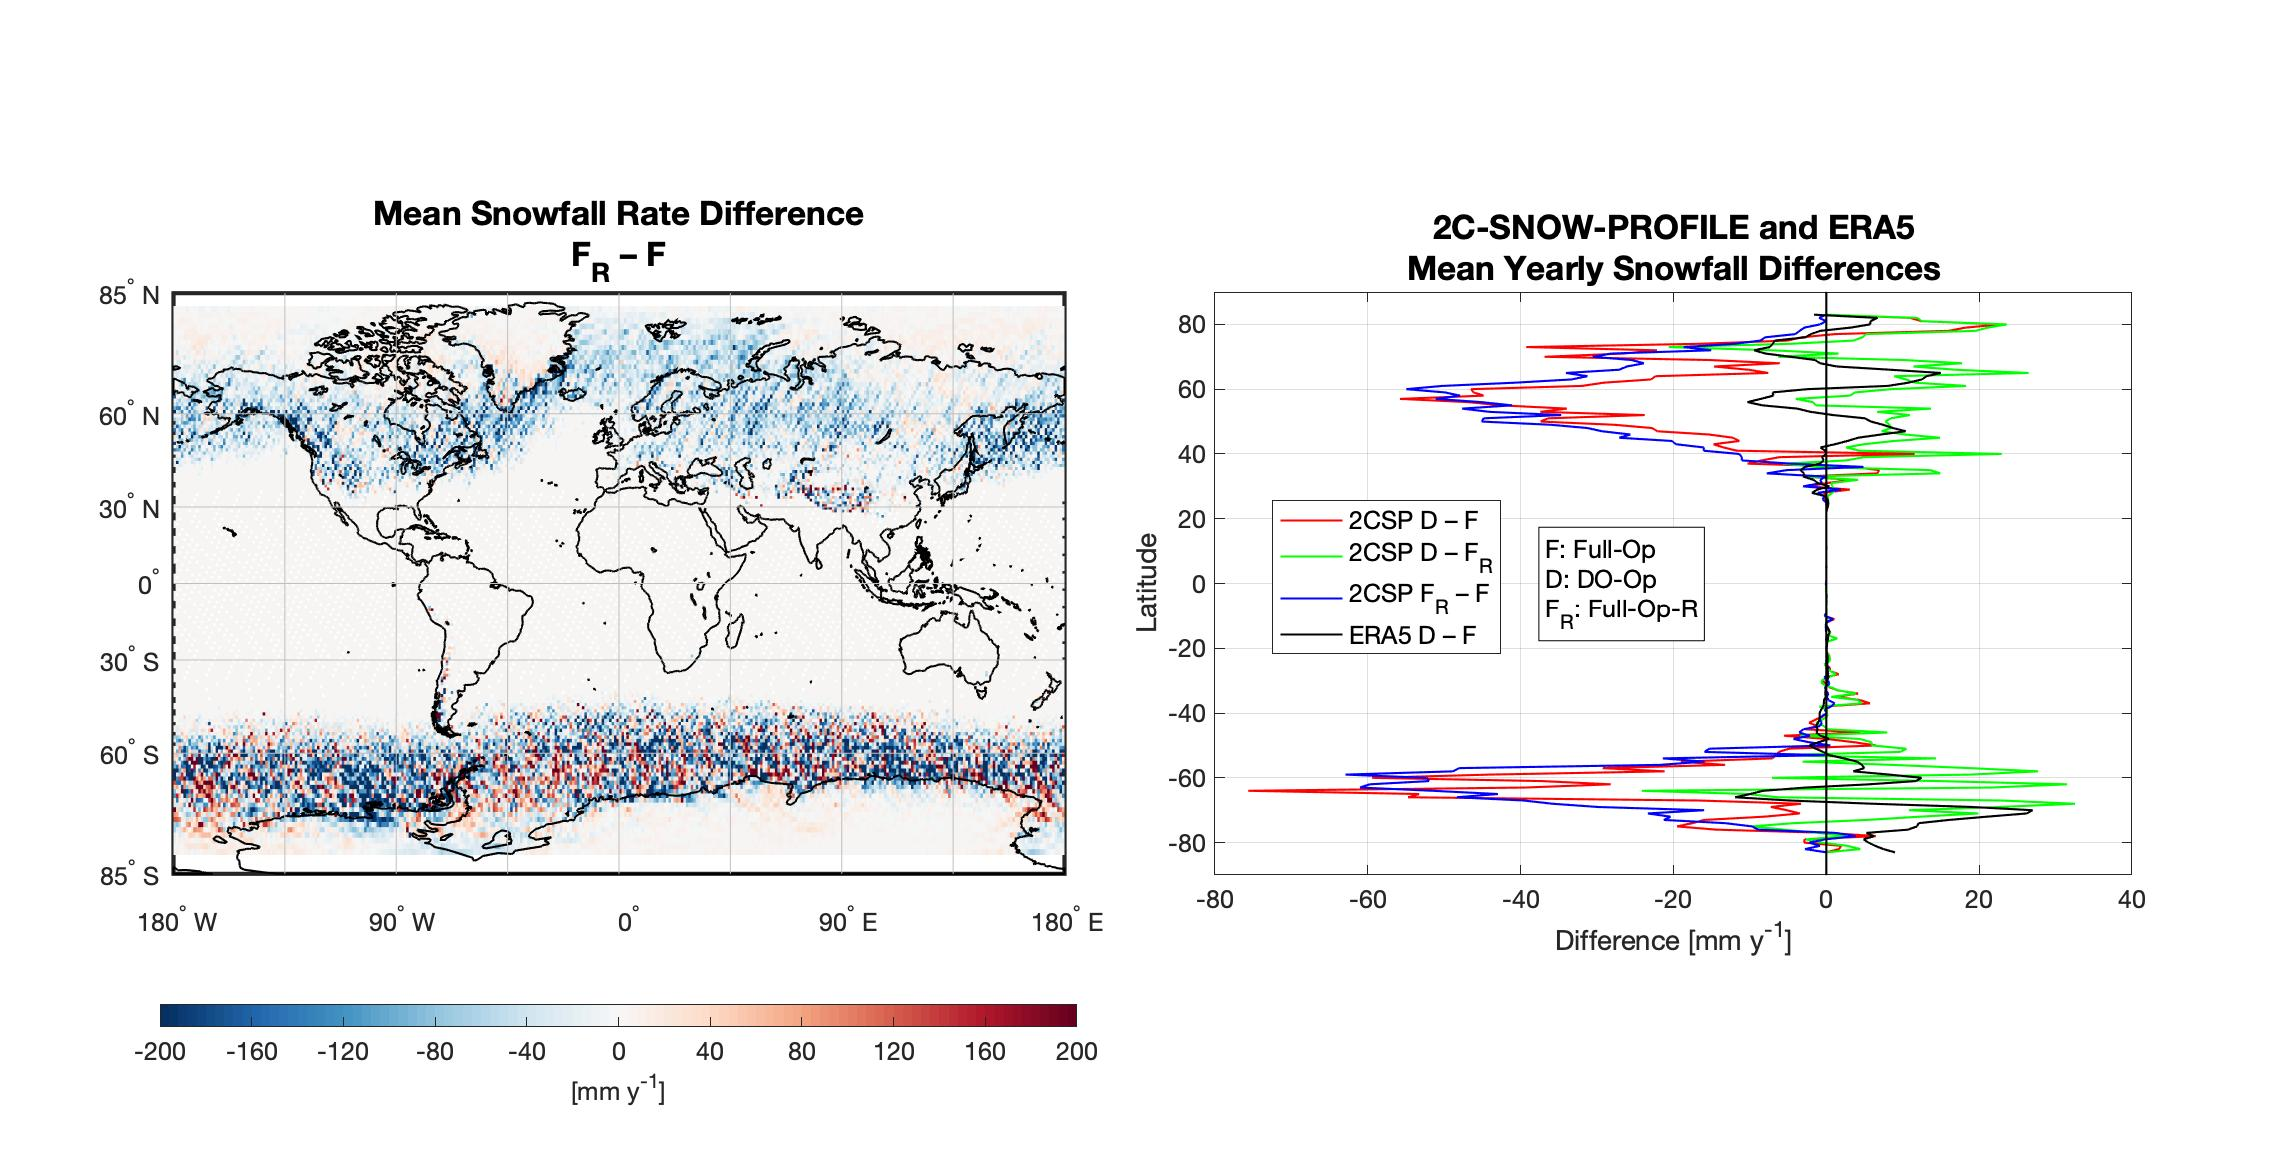 Mean Snowfall Rate Difference
F_R – F
85° N
60° N
30° N
0°
30° S
60° S
85° S
180° W
90° W
0°
90° E
180° E
-200
-160
-120
-80
-40
0
40
80
120
160
200
[mm y^-1]
2C-SNOW-PROFILE and ERA5
Mean Yearly Snowfall Differences
80
60
40
20
0
-20
-40
-60
-80
Latitude
2CSP D – F
2CSP D – F_R
2CSP F_R – F
ERA5 D – F
F: Full-Op
D: DO-Op
F_R: Full-Op-R
-80
-60
-40
-20
0
20
40
Difference [mm y^-1]